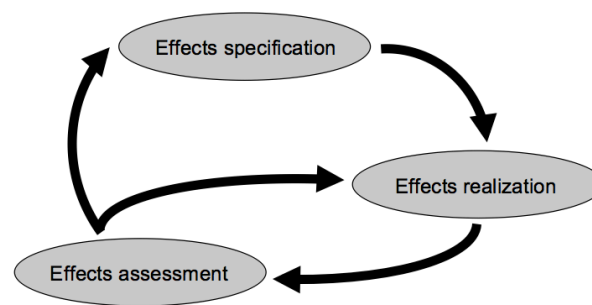 Effects specification
Effects realization
Effects assessment